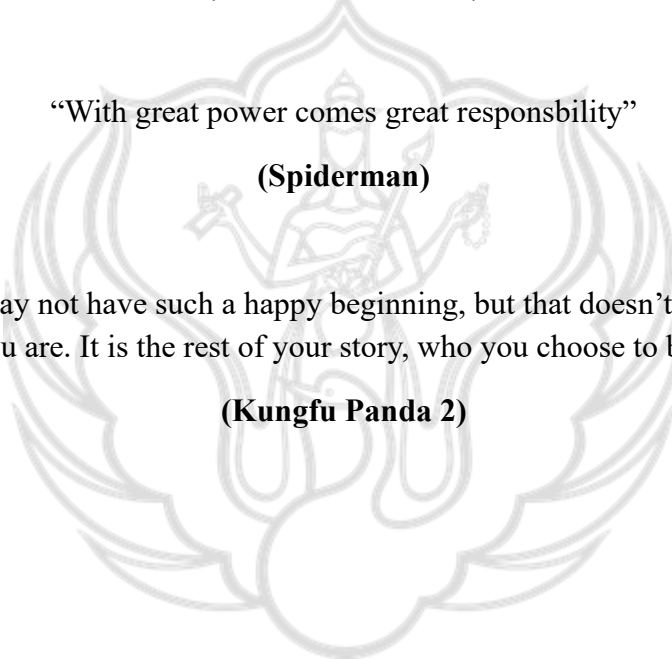 “With great power comes great responsbility”
(Spiderman)
ay not have such a happy beginning, but that doesn’t
u are. It is the rest of your story, who you choose to
(Kungfu Panda 2)